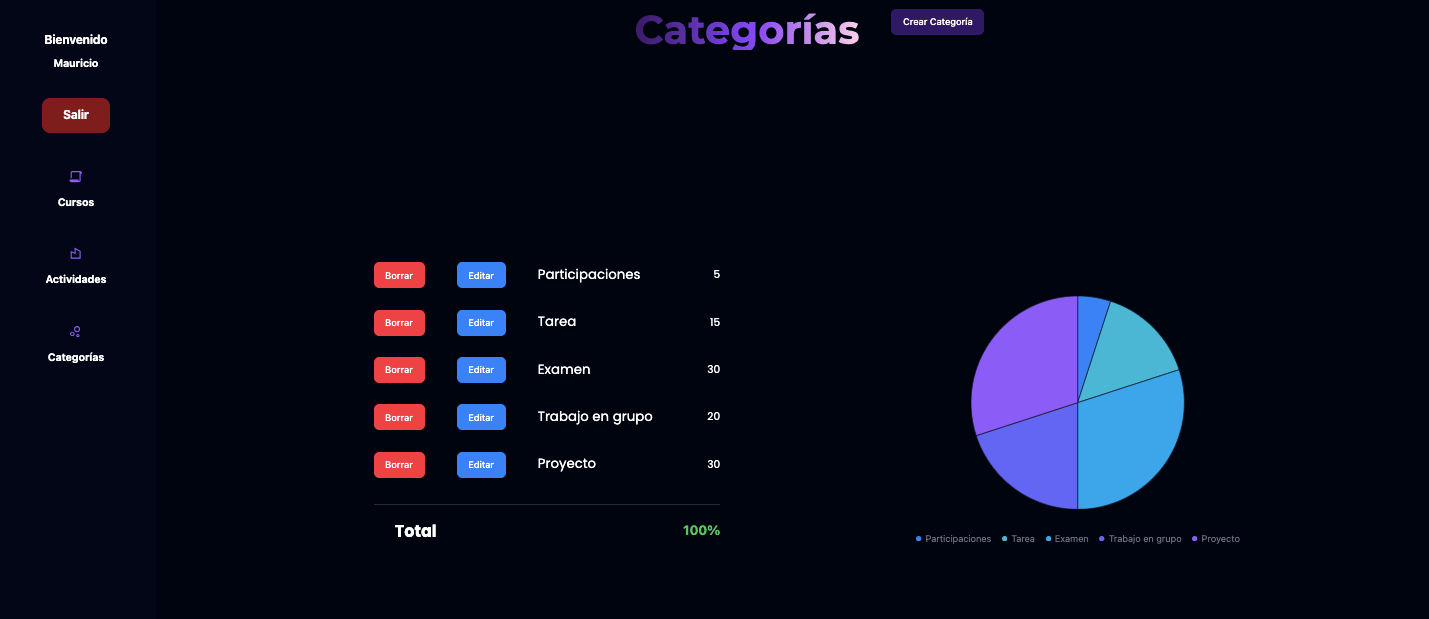 Bienvenido
Mauricio
Salir
Cursos
Actividades
Categorías
Categorías
Crear Categoría
Borrar Editar Participaciones 5
Borrar Editar Tarea 15
Borrar Editar Examen 30
Borrar Editar Trabajo en grupo 20
Borrar Editar Proyecto 30
Total 100%
Participaciones Tarea Examen Trabajo en grupo Proyecto